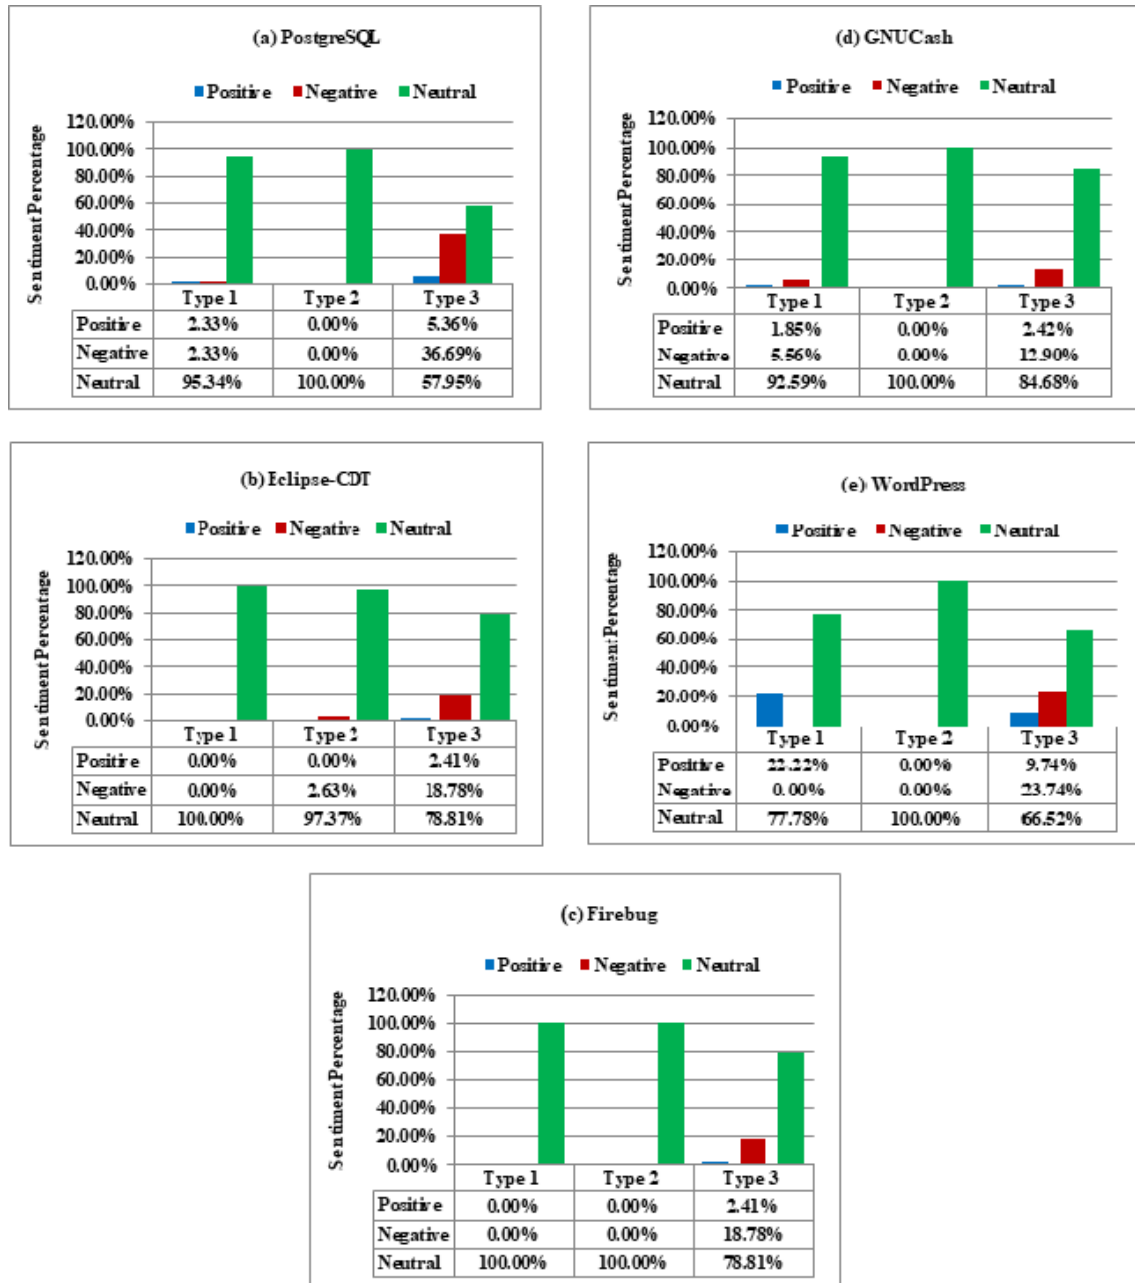 (a) PostgreSQL
Positive Negative Neutral
Sentiment Percentage
120.00%
100.00%
80.00%
60.00%
40.00%
20.00%
0.00%
Type 1 Type 2 Type 3
Positive 2.33% 0.00% 5.36%
Negative 2.33% 0.00% 36.69%
Neutral 95.34% 100.00% 57.95%
(d) GNUCash
Positive Negative Neutral
Sentiment Percentage
120.00%
100.00%
80.00%
60.00%
40.00%
20.00%
0.00%
Type 1 Type 2 Type 3
Positive 1.85% 0.00% 2.42%
Negative 5.56% 0.00% 12.90%
Neutral 92.59% 100.00% 84.68%
(b) Eclipse-CDT
Positive Negative Neutral
Sentiment Percentage
120.00%
100.00%
80.00%
60.00%
40.00%
20.00%
0.00%
Type 1 Type 2 Type 3
Positive 0.00% 0.00% 2.41%
Negative 0.00% 2.63% 18.78%
Neutral 100.00% 97.37% 78.81%
(e) WordPress
Positive Negative Neutral
Sentiment Percentage
120.00%
100.00%
80.00%
60.00%
40.00%
20.00%
0.00%
Type 1 Type 2 Type 3
Positive 22.22% 0.00% 9.74%
Negative 0.00% 0.00% 23.74%
Neutral 77.78% 100.00% 66.52%
(c) Firebug
Positive Negative Neutral
Sentiment Percentage
120.00%
100.00%
80.00%
60.00%
40.00%
20.00%
0.00%
Type 1 Type 2 Type 3
Positive 0.00% 0.00% 2.41%
Negative 0.00% 0.00% 18.78%
Neutral 100.00% 100.00% 78.81%